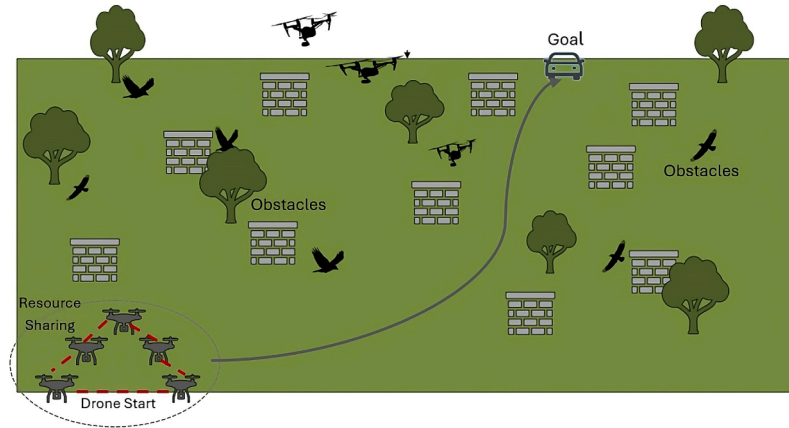 Goal
Obstacles
Obstacles
Resource
Sharing
Drone Start